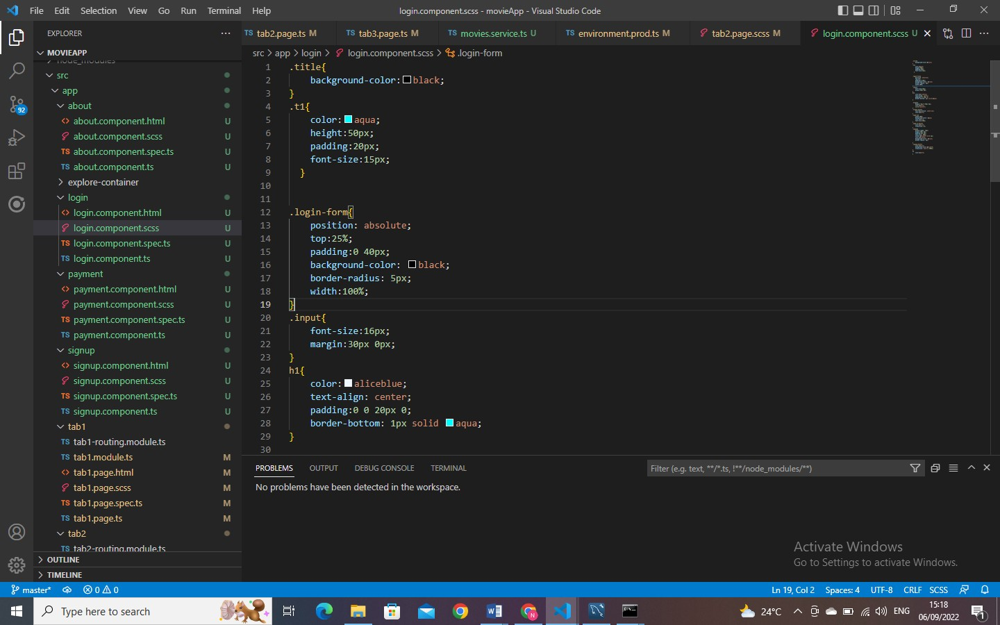 File Edit Selection View Go Run Terminal Help login.component.scss - movieApp - Visual Studio Code
EXPLORER
MOVIEAPP
node_modules
src
app
about
about.component.html U
about.component.scss U
about.component.spec.ts U
about.component.ts U
explore-container
login
login.component.html U
login.component.scss U
login.component.spec.ts U
login.component.ts U
payment
payment.component.html U
payment.component.scss U
payment.component.spec.ts U
payment.component.ts U
signup
signup.component.html U
signup.component.scss U
signup.component.spec.ts U
signup.component.ts U
tab1
tab1-routing.module.ts
tab1.module.ts M
tab1.page.html M
tab1.page.scss M
tab1.page.spec.ts M
tab1.page.ts M
tab2
tab2-routing.module.ts
OUTLINE
TIMELINE
92
TS tab2.page.ts M TS tab3.page.ts M TS movies.service.ts U TS environment.prod.ts M tab2.page.scss M login.component.scss U
src > app > login > login.component.scss > .login-form
1 .title{
2 background-color: black;
3 }
4 .t1{
5 color: aqua;
6 height:50px;
7 padding:20px;
8 font-size:15px;
9 }
10
11
12 .login-form{
13 position: absolute;
14 top:25%;
15 padding:0 40px;
16 background-color: black;
17 border-radius: 5px;
18 width:100%;
19 }
20 .input{
21 font-size:16px;
22 margin:30px 0px;
23 }
24 h1{
25 color: aliceblue;
26 text-align: center;
27 padding:0 0 20px 0;
28 border-bottom: 1px solid aqua;
29 }
30
PROBLEMS OUTPUT DEBUG CONSOLE TERMINAL Filter (e.g. text, **/*.ts, !**/node_modules/**)
No problems have been detected in the workspace.
Activate Windows
Go to Settings to activate Windows.
master* 0 0 Ln 19, Col 2 Spaces: 4 UTF-8 CRLF SCSS
Type here to search 24°C ENG 15:18
06/09/2022 1